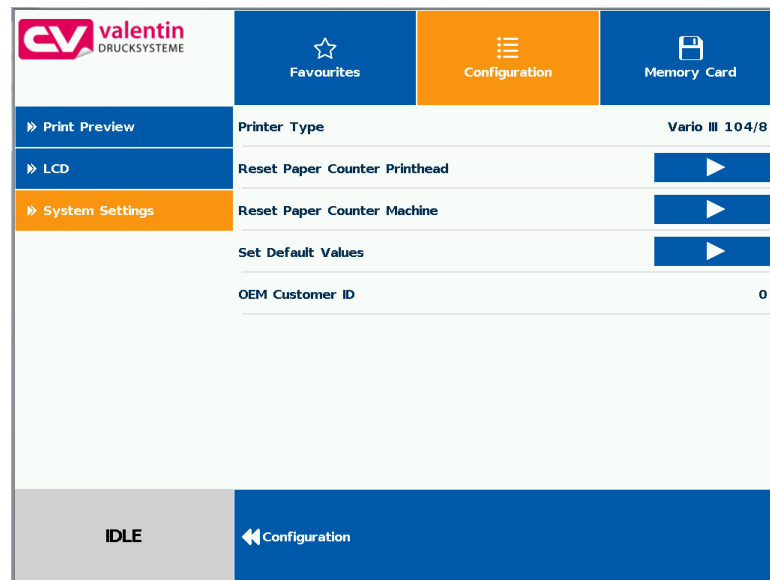 valentin
DRUCKSYSTEME
Favourites
Configuration
Memory Card
Print Preview
LCD
System Settings
Printer Type
Vario III 104/8
Reset Paper Counter Printhead
Reset Paper Counter Machine
Set Default Values
OEM Customer ID
0
IDLE
Configuration